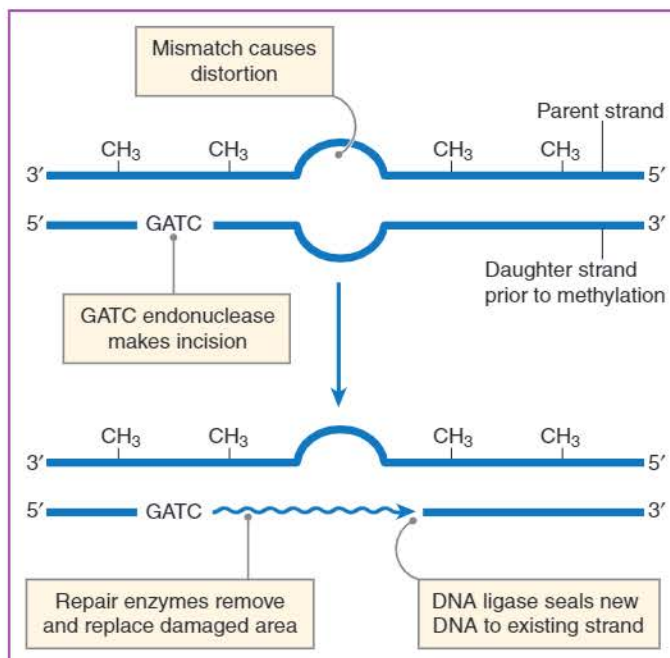 Mismatch causes
distortion
Parent strand
CH3 CH3 CH3 CH3
3′ 5′
5′ GATC 3′
Daughter strand
prior to methylation
GATC endonuclease
makes incision
CH3 CH3 CH3 CH3
3′ 5′
5′ GATC 3′
Repair enzymes remove
and replace damaged area
DNA ligase seals new
DNA to existing strand